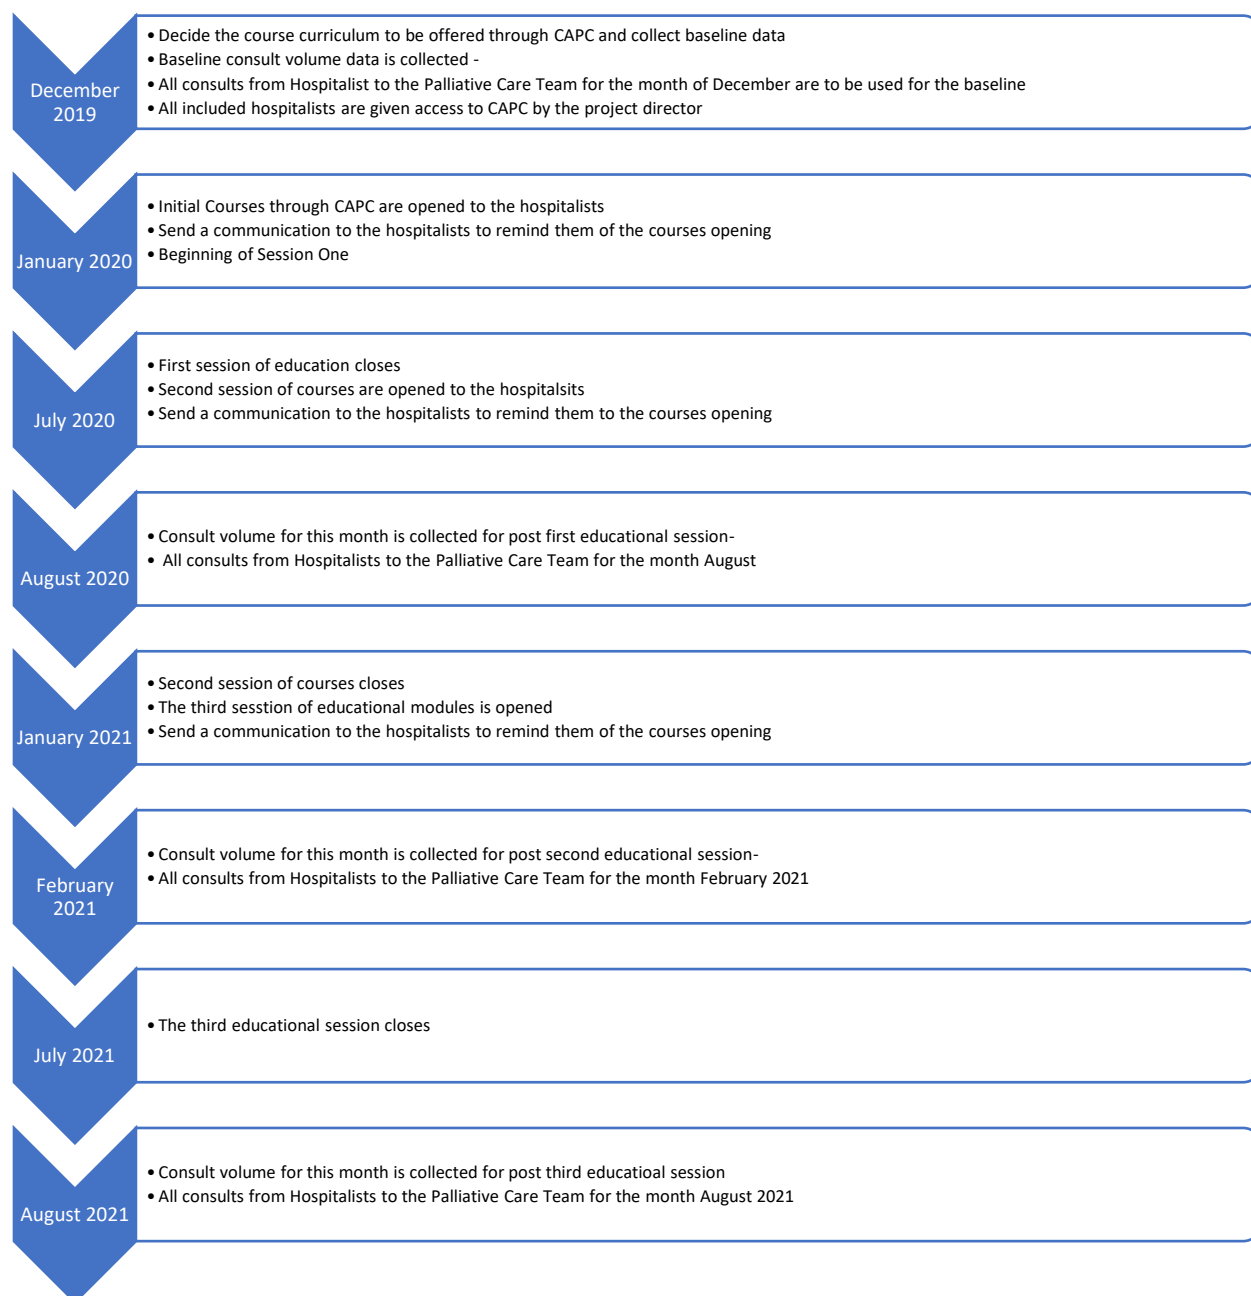 December
2019
• Decide the course curriculum to be offered through CAPC and collect baseline data
• Baseline consult volume data is collected -
• All consults from Hospitalist to the Palliative Care Team for the month of December are to be used for the baseline
• All included hospitalists are given access to CAPC by the project director
January 2020
• Initial Courses through CAPC are opened to the hospitalists
• Send a communication to the hospitalists to remind them of the courses opening
• Beginning of Session One
July 2020
• First session of education closes
• Second session of courses are opened to the hospitalsits
• Send a communication to the hospitalists to remind them to the courses opening
August 2020
• Consult volume for this month is collected for post first educational session-
• All consults from Hospitalists to the Palliative Care Team for the month August
January 2021
• Second session of courses closes
• The third sesstion of educational modules is opened
• Send a communication to the hospitalists to remind them of the courses opening
February
2021
• Consult volume for this month is collected for post second educational session-
• All consults from Hospitalists to the Palliative Care Team for the month February 2021
July 2021
• The third educational session closes
August 2021
• Consult volume for this month is collected for post third educatioal session
• All consults from Hospitalists to the Palliative Care Team for the month August 2021